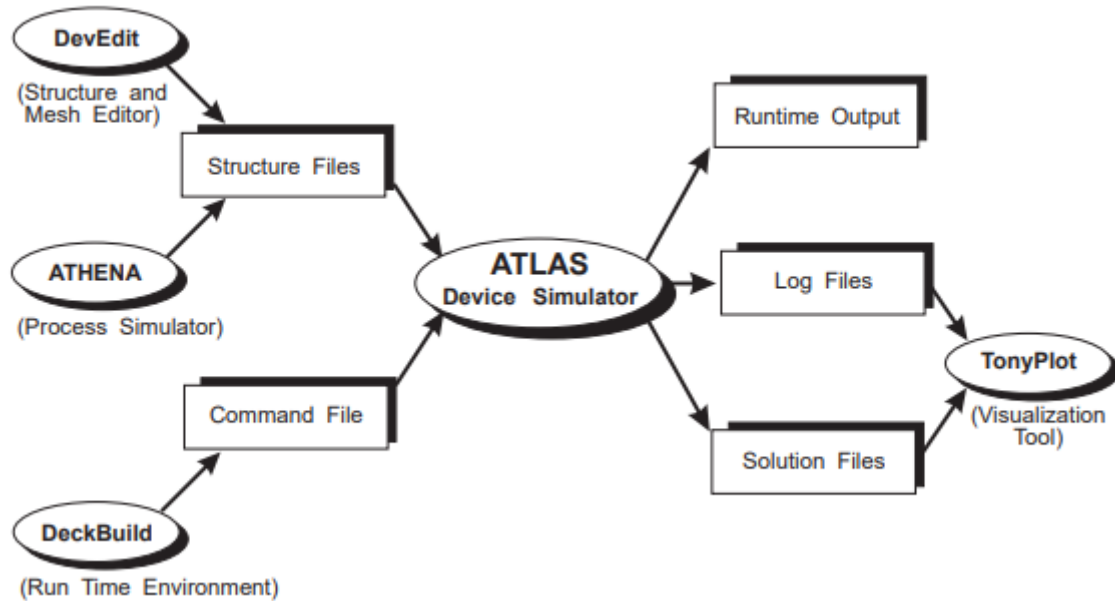 DevEdit
(Structure and
Mesh Editor)
Structure Files
ATHENA
(Process Simulator)
Command File
DeckBuild
(Run Time Environment)
ATLAS
Device Simulator
Runtime Output
Log Files
Solution Files
TonyPlot
(Visualization
Tool)